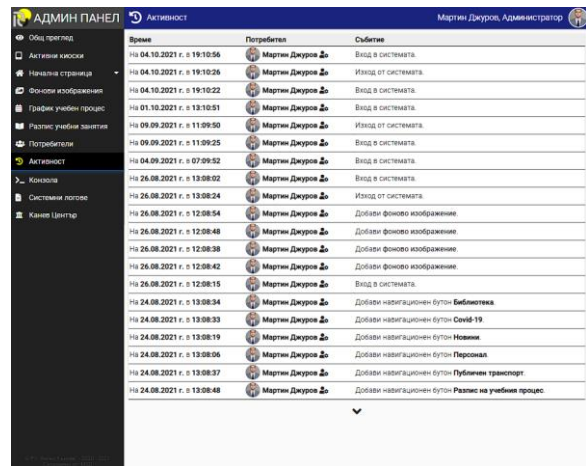 АДМИН ПАНЕЛ
Активност
Мартин Джуров, Администратор
Общ преглед
Активни киоски
Начална страница
Фонови изображения
График учебен процес
Разпис учебни занятия
Потребители
Активност
Конзола
Системни логове
Канев Център
Време Потребител Събитие
На 04.10.2021 г. в 19:10:56 Мартин Джуров Вход в системата.
На 04.10.2021 г. в 19:10:26 Мартин Джуров Изход от системата.
На 04.10.2021 г. в 19:10:22 Мартин Джуров Вход в системата.
На 01.10.2021 г. в 13:10:51 Мартин Джуров Вход в системата.
На 09.09.2021 г. в 11:09:50 Мартин Джуров Изход от системата.
На 09.09.2021 г. в 11:09:25 Мартин Джуров Вход в системата.
На 04.09.2021 г. в 07:09:52 Мартин Джуров Вход в системата.
На 26.08.2021 г. в 13:08:02 Мартин Джуров Вход в системата.
На 26.08.2021 г. в 13:08:24 Мартин Джуров Изход от системата.
На 26.08.2021 г. в 12:08:54 Мартин Джуров Добави фоново изображение.
На 26.08.2021 г. в 12:08:48 Мартин Джуров Добави фоново изображение.
На 26.08.2021 г. в 12:08:38 Мартин Джуров Добави фоново изображение.
На 26.08.2021 г. в 12:08:42 Мартин Джуров Добави фоново изображение.
На 26.08.2021 г. в 12:08:15 Мартин Джуров Вход в системата.
На 24.08.2021 г. в 13:08:34 Мартин Джуров Добави навигационен бутон Библиотека.
На 24.08.2021 г. в 13:08:33 Мартин Джуров Добави навигационен бутон Covid-19.
На 24.08.2021 г. в 13:08:19 Мартин Джуров Добави навигационен бутон Новини.
На 24.08.2021 г. в 13:08:06 Мартин Джуров Добави навигационен бутон Персонал.
На 24.08.2021 г. в 13:08:37 Мартин Джуров Добави навигационен бутон Публичен транспорт.
На 24.08.2021 г. в 13:08:48 Мартин Джуров Добави навигационен бутон Разпис на учебния процес.